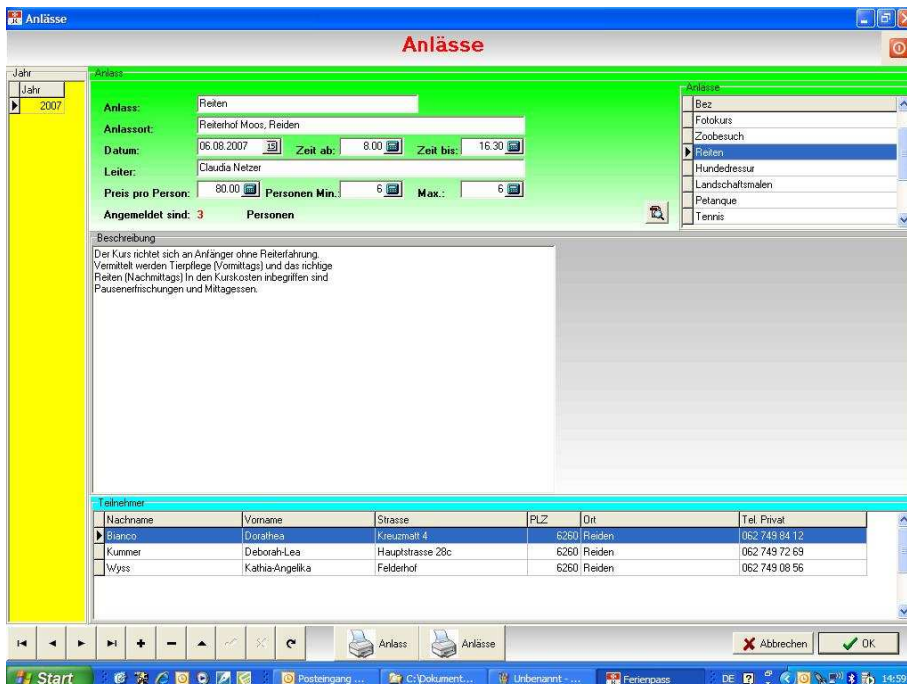 Anlässe
Anlässe
Jahr
Jahr
2007
Anlass
Anlass: Reiten
Anlassort: Reiterhof Moos, Reiden
Datum: 06.08.2007 15 Zeit ab: 8.00 Zeit bis: 16.30
Leiter: Claudia Netzer
Preis pro Person: 80.00 Personen Min.: 6 Max.: 6
Angemeldet sind: 3 Personen
Anlässe
Bez
Fotokurs
Zoobesuch
Reiten
Hundedressur
Landschaftsmalen
Petanque
Tennis
Beschreibung
Der Kurs richtet sich an Anfänger ohne Reiterfahrung.
Vermittelt werden Tierpflege (Vormittags) und das richtige
Reiten (Nachmittags) In den Kurskosten inbegriffen sind
Pausenerfrischungen und Mittagessen.
Teilnehmer
Nachname Vorname Strasse PLZ Ort Tel. Privat
Bianco Dorathea Kreuzmatt 4 6260 Reiden 062 749 84 12
Kummer Deborah-Lea Hauptstrasse 28c 6260 Reiden 062 749 72 69
Wyss Kathia-Angelika Felderhof 6260 Reiden 062 749 08 56
Anlass Anlässe Abbrechen OK
Start Posteingang ... C:\Dokument... Unbenannt - ... Ferienpass DE 14:59